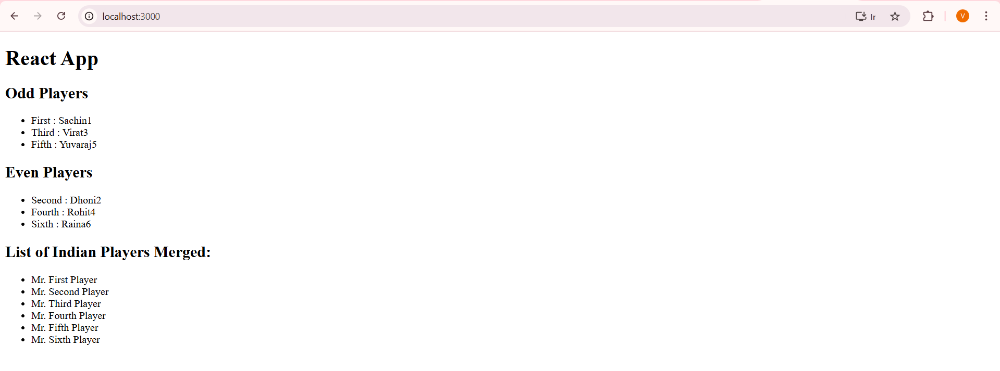 localhost:3000
In
V
React App
Odd Players
• First : Sachin1
• Third : Virat3
• Fifth : Yuvaraj5
Even Players
• Second : Dhoni2
• Fourth : Rohit4
• Sixth : Raina6
List of Indian Players Merged:
• Mr. First Player
• Mr. Second Player
• Mr. Third Player
• Mr. Fourth Player
• Mr. Fifth Player
• Mr. Sixth Player